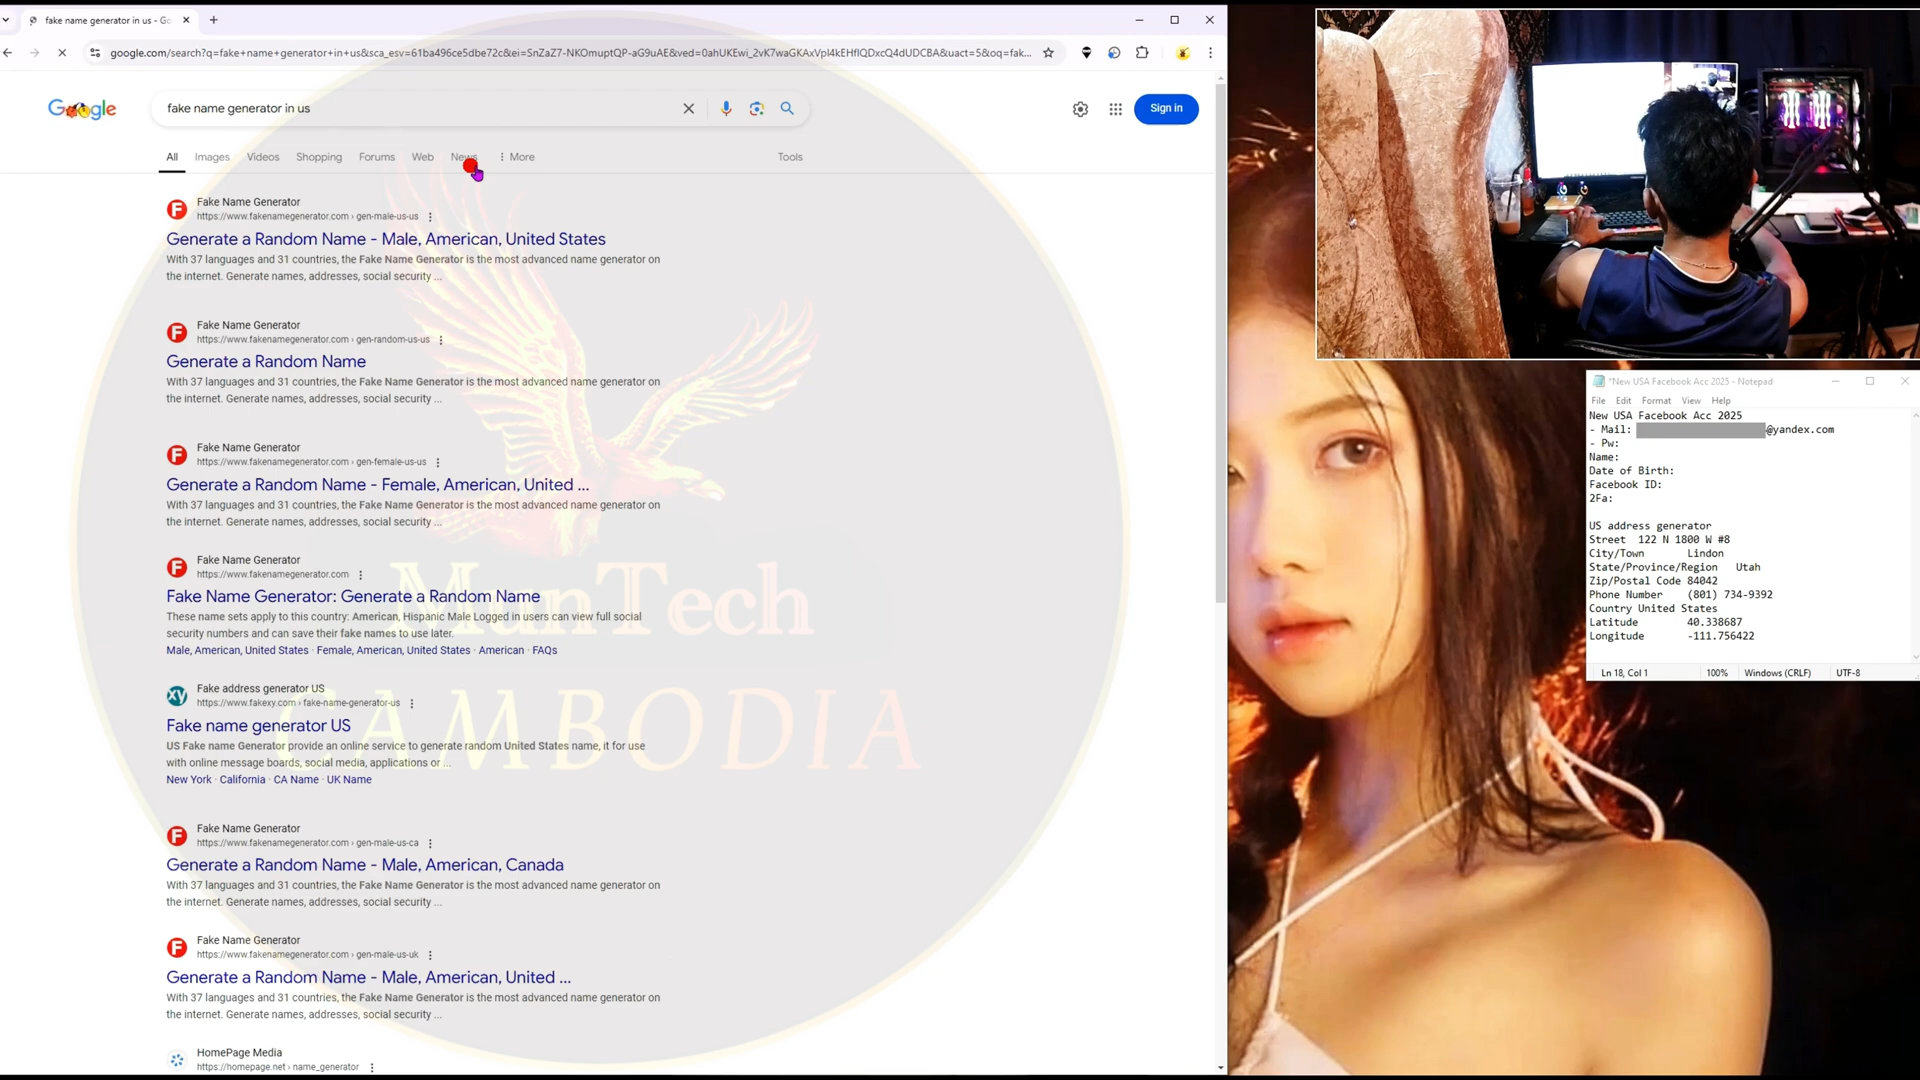 fake name generator in us - Go
google.com/search?q=fake+name+generator+in+us&sca_esv=61ba496ce5dbe72c&ei=SnZaZ7-NKOmuptQP-aG9uAE&ved=0ahUKEwi_2vK7waGKAxVpl4kEHflQDxcQ4dUDCBA&uact=5&oq=fak...
Google
fake name generator in us
Sign in
All Images Videos Shopping Forums Web News More Tools
Fake Name Generator
https://www.fakenamegenerator.com › gen-male-us-us
Generate a Random Name - Male, American, United States
With 37 languages and 31 countries, the Fake Name Generator is the most advanced name generator on
the internet. Generate names, addresses, social security ...
Fake Name Generator
https://www.fakenamegenerator.com › gen-random-us-us
Generate a Random Name
With 37 languages and 31 countries, the Fake Name Generator is the most advanced name generator on
the internet. Generate names, addresses, social security ...
Fake Name Generator
https://www.fakenamegenerator.com › gen-female-us-us
Generate a Random Name - Female, American, United ...
With 37 languages and 31 countries, the Fake Name Generator is the most advanced name generator on
the internet. Generate names, addresses, social security ...
Fake Name Generator
https://www.fakenamegenerator.com
Fake Name Generator: Generate a Random Name
These name sets apply to this country: American, Hispanic Male Logged in users can view full social
security numbers and can save their fake names to use later.
Male, American, United States · Female, American, United States · American · FAQs
Fake address generator US
https://www.fakexy.com › fake-name-generator-us
Fake name generator US
US Fake name Generator provide an online service to generate random United States name, it for use
with online message boards, social media, applications or ...
New York · California · CA Name · UK Name
Fake Name Generator
https://www.fakenamegenerator.com › gen-male-us-ca
Generate a Random Name - Male, American, Canada
With 37 languages and 31 countries, the Fake Name Generator is the most advanced name generator on
the internet. Generate names, addresses, social security ...
Fake Name Generator
https://www.fakenamegenerator.com › gen-male-us-uk
Generate a Random Name - Male, American, United ...
With 37 languages and 31 countries, the Fake Name Generator is the most advanced name generator on
the internet. Generate names, addresses, social security ...
HomePage Media
https://homepage.net › name_generator
MunTech
CAMBODIA
*New USA Facebook Acc 2025 - Notepad
File Edit Format View Help
New USA Facebook Acc 2025
- Mail: @yandex.com
- Pw:
Name:
Date of Birth:
Facebook ID:
2Fa:
US address generator
Street 122 N 1800 W #8
City/Town Lindon
State/Province/Region Utah
Zip/Postal Code 84042
Phone Number (801) 734-9392
Country United States
Latitude 40.338687
Longitude -111.756422
Ln 18, Col 1 100% Windows (CRLF) UTF-8